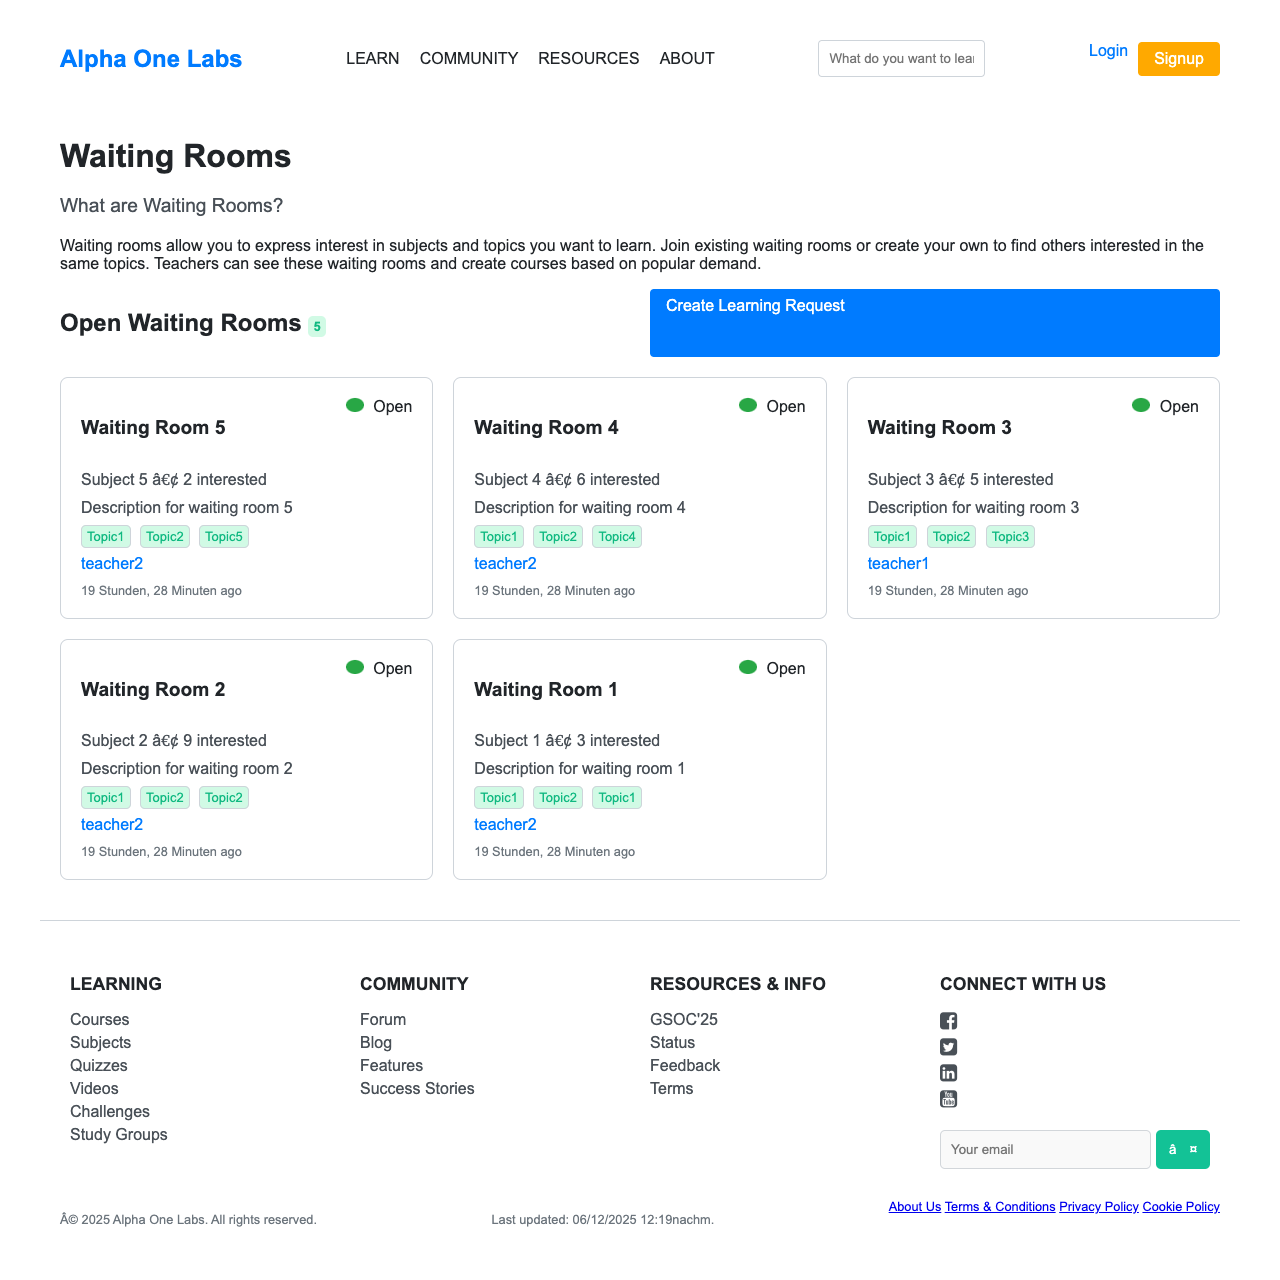 Alpha One Labs
LEARN COMMUNITY RESOURCES ABOUT
What do you want to lear
Login Signup
Waiting Rooms
What are Waiting Rooms?
Waiting rooms allow you to express interest in subjects and topics you want to learn. Join existing waiting rooms or create your own to find others interested in the
same topics. Teachers can see these waiting rooms and create courses based on popular demand.
Open Waiting Rooms 5
Create Learning Request
Open
Waiting Room 5
Subject 5 â€¢ 2 interested
Description for waiting room 5
Topic1 Topic2 Topic5
teacher2
19 Stunden, 28 Minuten ago
Open
Waiting Room 4
Subject 4 â€¢ 6 interested
Description for waiting room 4
Topic1 Topic2 Topic4
teacher2
19 Stunden, 28 Minuten ago
Open
Waiting Room 3
Subject 3 â€¢ 5 interested
Description for waiting room 3
Topic1 Topic2 Topic3
teacher1
19 Stunden, 28 Minuten ago
Open
Waiting Room 2
Subject 2 â€¢ 9 interested
Description for waiting room 2
Topic1 Topic2 Topic2
teacher2
19 Stunden, 28 Minuten ago
Open
Waiting Room 1
Subject 1 â€¢ 3 interested
Description for waiting room 1
Topic1 Topic2 Topic1
teacher2
19 Stunden, 28 Minuten ago
LEARNING
Courses
Subjects
Quizzes
Videos
Challenges
Study Groups
COMMUNITY
Forum
Blog
Features
Success Stories
RESOURCES & INFO
GSOC'25
Status
Feedback
Terms
CONNECT WITH US
Your email
â ¤
Â© 2025 Alpha One Labs. All rights reserved.
Last updated: 06/12/2025 12:19nachm.
About Us Terms & Conditions Privacy Policy Cookie Policy